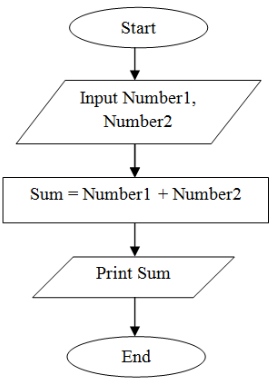 Start
Input Number1,
Number2
Sum = Number1 + Number2
Print Sum
End